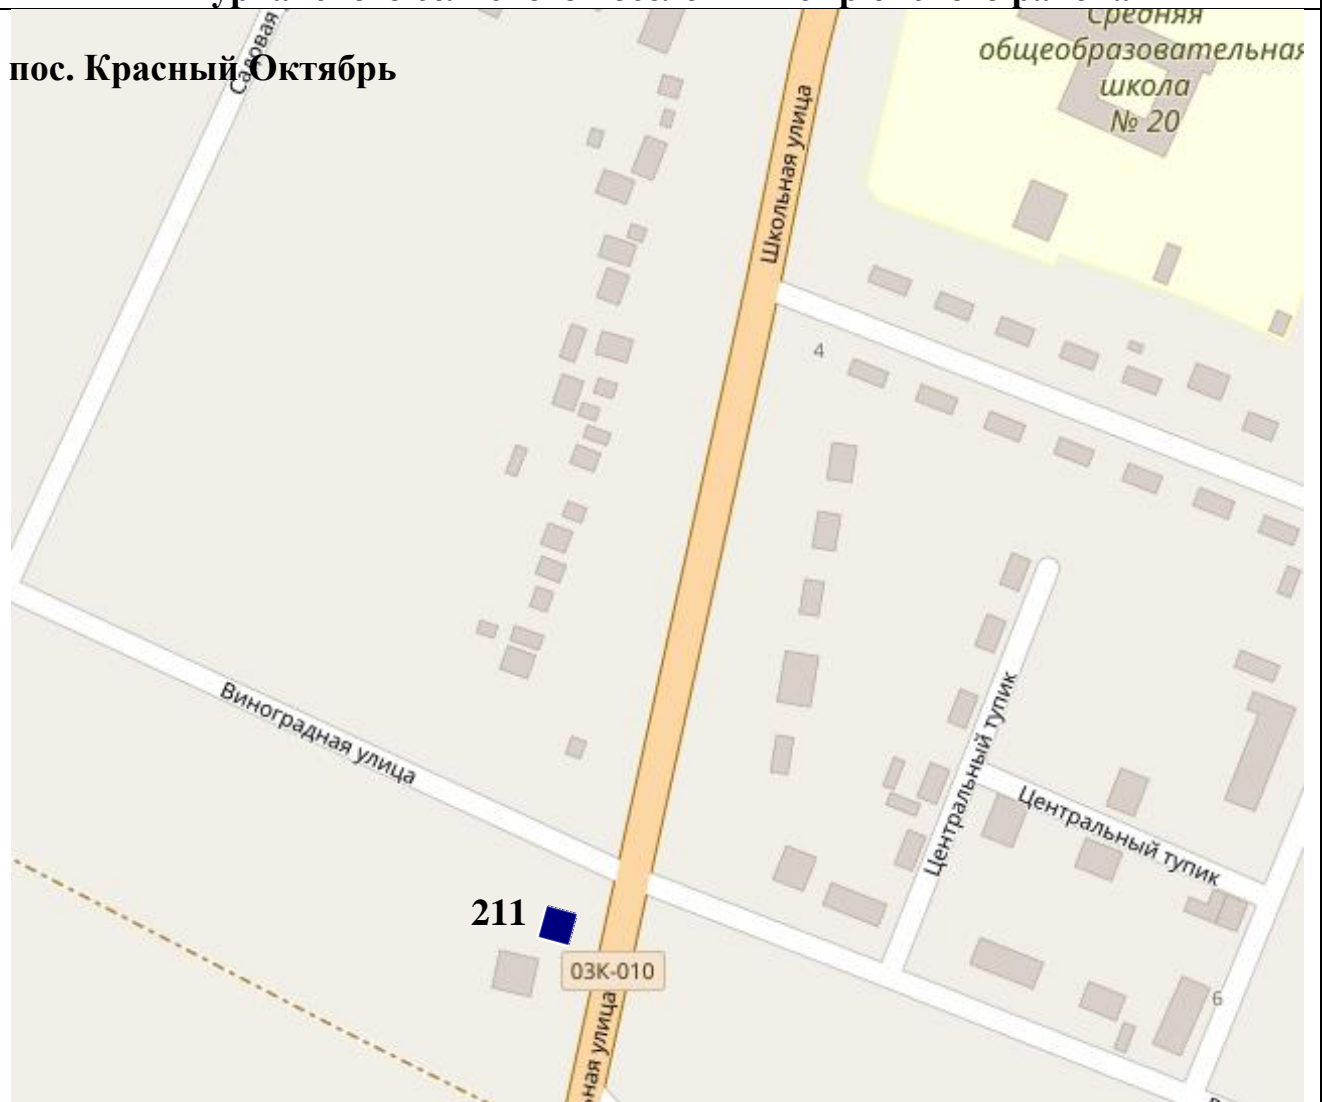 пос. Красный Октябрь
Садовая
Средняя
общеобразовательная
школа
№ 20
Школьная улица
4
Виноградная улица
Центральный тупик
Центральный тупик
211
03К-010
6
ьная улица